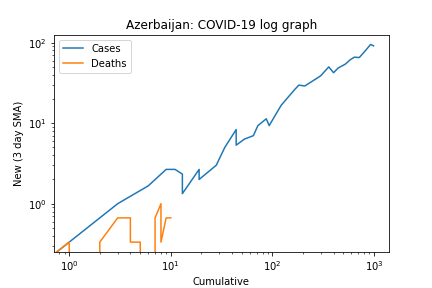 Azerbaijan: COVID-19 log graph
Cases
Deaths
New (3 day SMA)
10²
10¹
10⁰
10⁰ 10¹ 10² 10³
Cumulative